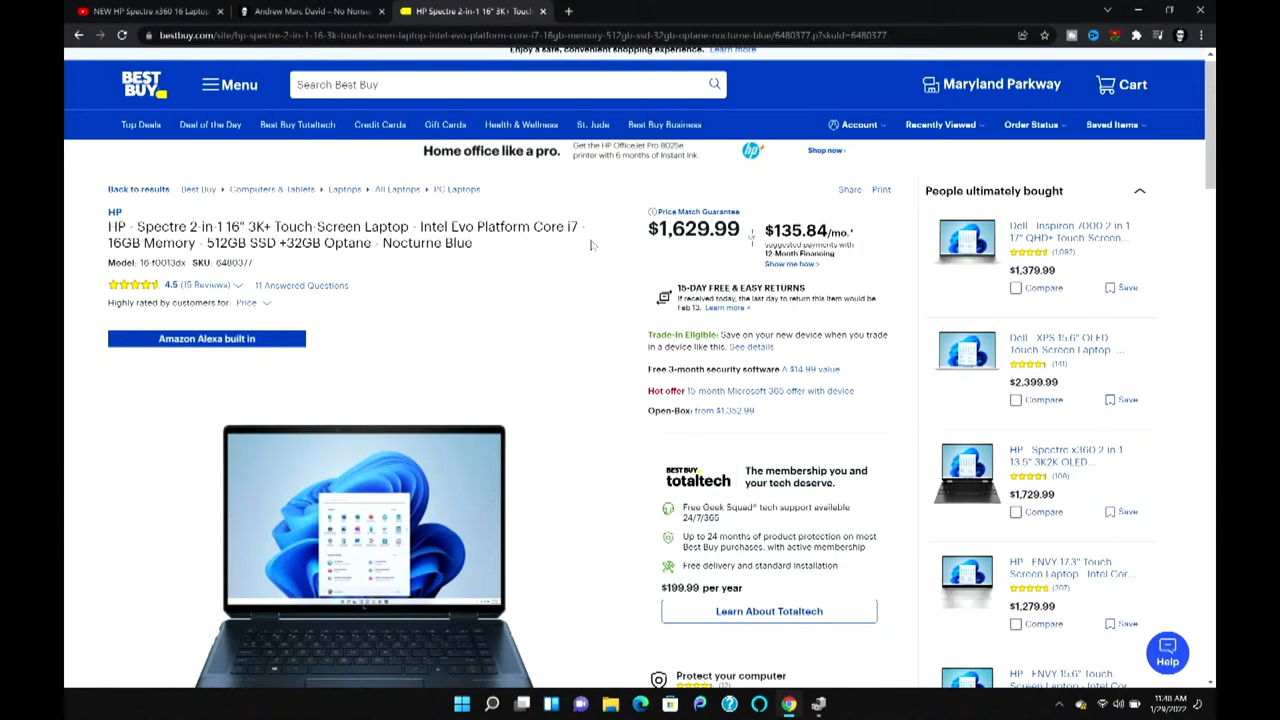 NEW HP Spectre x360 16 Laptop
Andrew Marc David – No Nonse
HP Spectre 2-in-1 16" 3K+ Touch
bestbuy.com/site/hp-spectre-2-in-1-16-3k-touch-screen-laptop-intel-evo-platform-core-i7-16gb-memory-512gb-ssd-32gb-optane-nocturne-blue/6480377.p?skuId=6480377
Enjoy a safe, convenient shopping experience. Learn more
BEST BUY
Menu
Search Best Buy
Maryland Parkway
Cart
Top Deals
Deal of the Day
Best Buy Totaltech
Credit Cards
Gift Cards
Health & Wellness
St. Jude
Best Buy Business
Account
Recently Viewed
Order Status
Saved Items
Home office like a pro.
Get the HP OfficeJet Pro 8025e
printer with 6 months of Instant Ink.
Shop now
Back to results
Best Buy
Computers & Tablets
Laptops
All Laptops
PC Laptops
Share
Print
HP
HP - Spectre 2-in-1 16" 3K+ Touch-Screen Laptop - Intel Evo Platform Core i7 -
16GB Memory - 512GB SSD +32GB Optane - Nocturne Blue
Model: 16-f0013dx SKU: 6480377
4.5 (15 Reviews)
11 Answered Questions
Highly rated by customers for: Price
Amazon Alexa built in
Price Match Guarantee
$1,629.99
or
$135.84/mo.*
suggested payments with
12-Month Financing
Show me how >
15-DAY FREE & EASY RETURNS
If received today, the last day to return this item would be
Feb 13. Learn more >
Trade-In Eligible: Save on your new device when you trade
in a device like this. See details
Free 3-month security software A $14.99 value
Hot offer 15 month Microsoft 365 offer with device
Open-Box: from $1,352.99
BEST BUY
totaltech
The membership you and
your tech deserve.
Free Geek Squad® tech support available
24/7/365
Up to 24 months of product protection on most
Best Buy purchases, with active membership
Free delivery and standard installation
$199.99 per year
Learn About Totaltech
Protect your computer
People ultimately bought
Dell - Inspiron 7000 2 in 1
17" QHD+ Touch Screen...
(1,092)
$1,379.99
Compare
Save
Dell - XPS 15.6" OLED
Touch-Screen Laptop -...
(141)
$2,399.99
Compare
Save
HP - Spectre x360 2 in 1
13.5" 3K2K OLED...
$1,729.99
Compare
Save
HP - ENVY 17.3" Touch
Screen Laptop - Intel Cor...
(207)
$1,279.99
Compare
Save
HP - ENVY 15.6" Touch
Screen Laptop - Intel Cor
Help
11:48 AM
1/29/2022